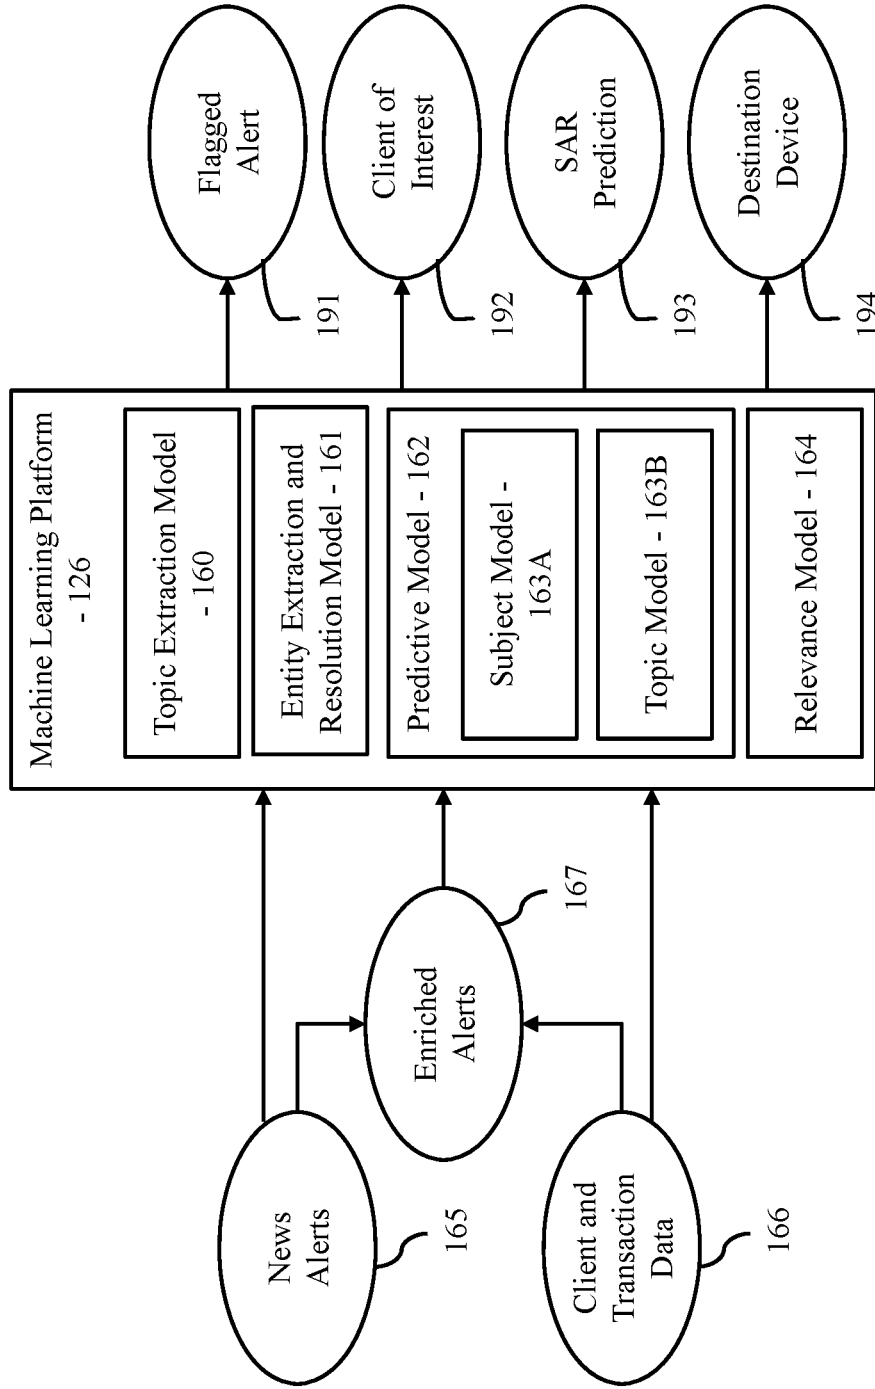 News
Alerts
165
Client and
Transaction
Data
166
Enriched
Alerts
167
Machine Learning Platform
- 126
Topic Extraction Model
- 160
Entity Extraction and
Resolution Model - 161
Predictive Model - 162
Subject Model -
163A
Topic Model - 163B
Relevance Model - 164
Flagged
Alert
191
Client of
Interest
192
SAR
Prediction
193
Destination
Device
194